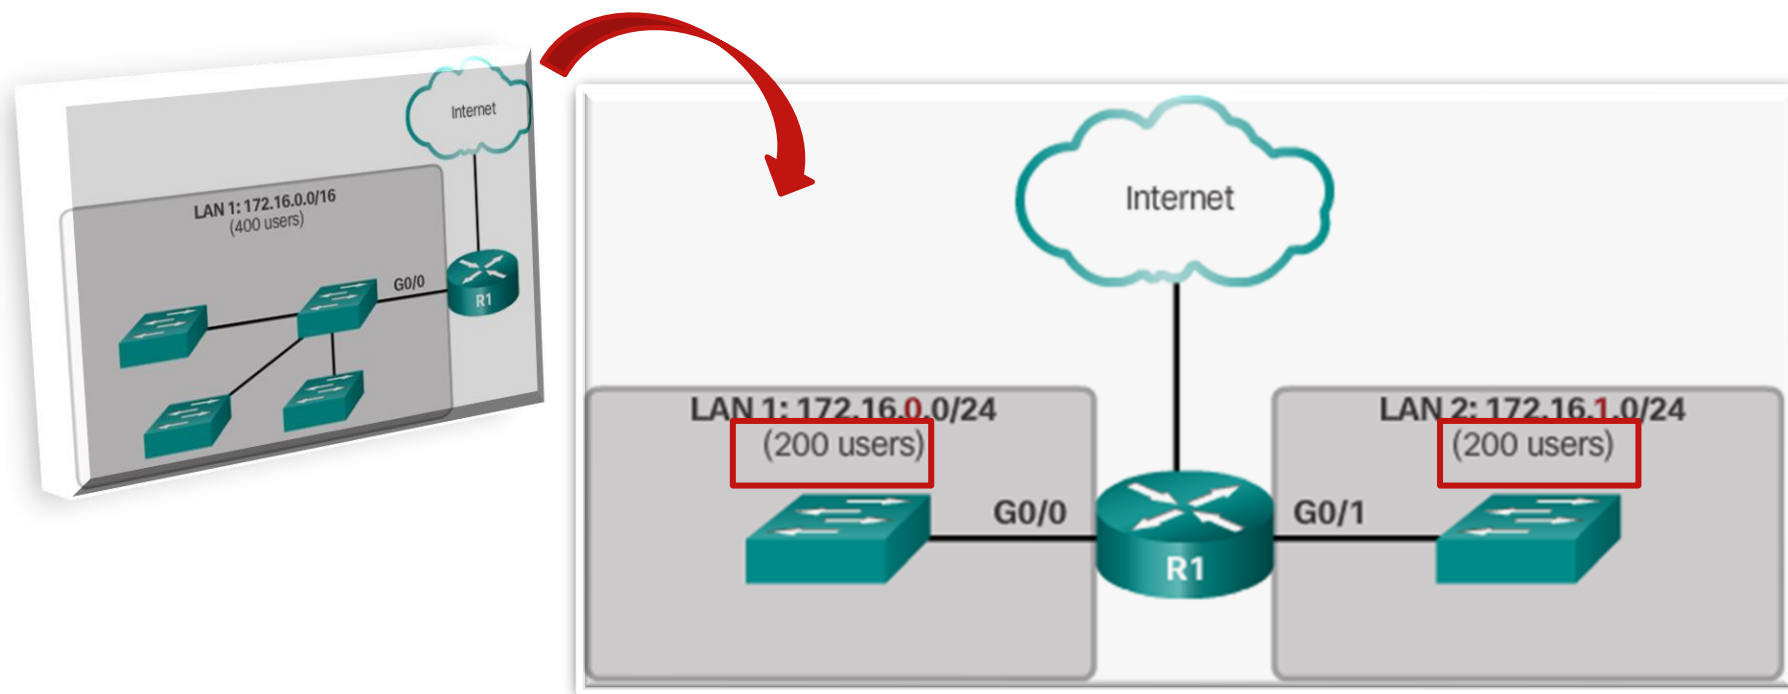 Internet
LAN 1: 172.16.0.0/16
(400 users)
G0/0
R1
Internet
LAN 1: 172.16.0.0/24
(200 users)
LAN 2: 172.16.1.0/24
(200 users)
G0/0
G0/1
R1